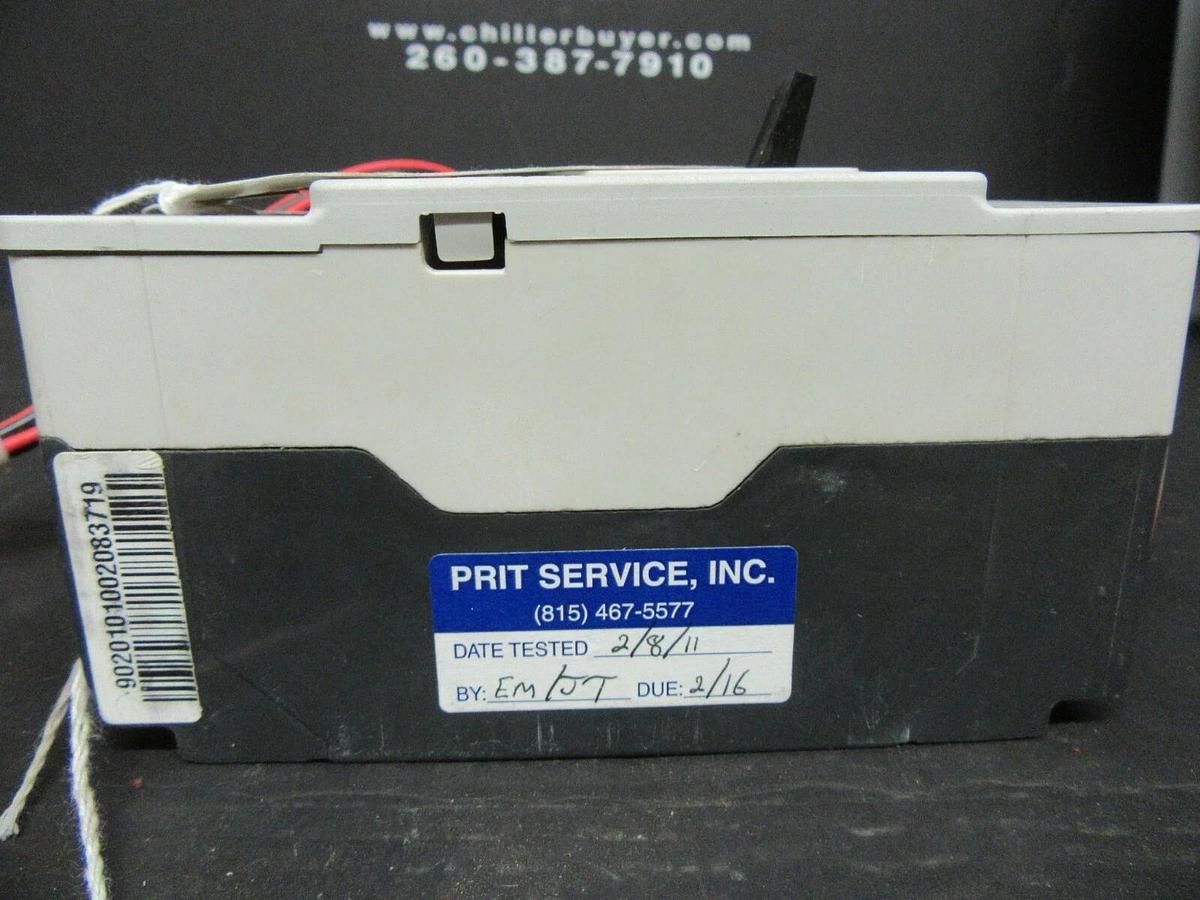 www.chillerbuyer.com
260-387-7910
90201010002083719
PRIT SERVICE, INC.
(815) 467-5577
DATE TESTED 2/8/11
BY: EM/JT DUE: 2/16